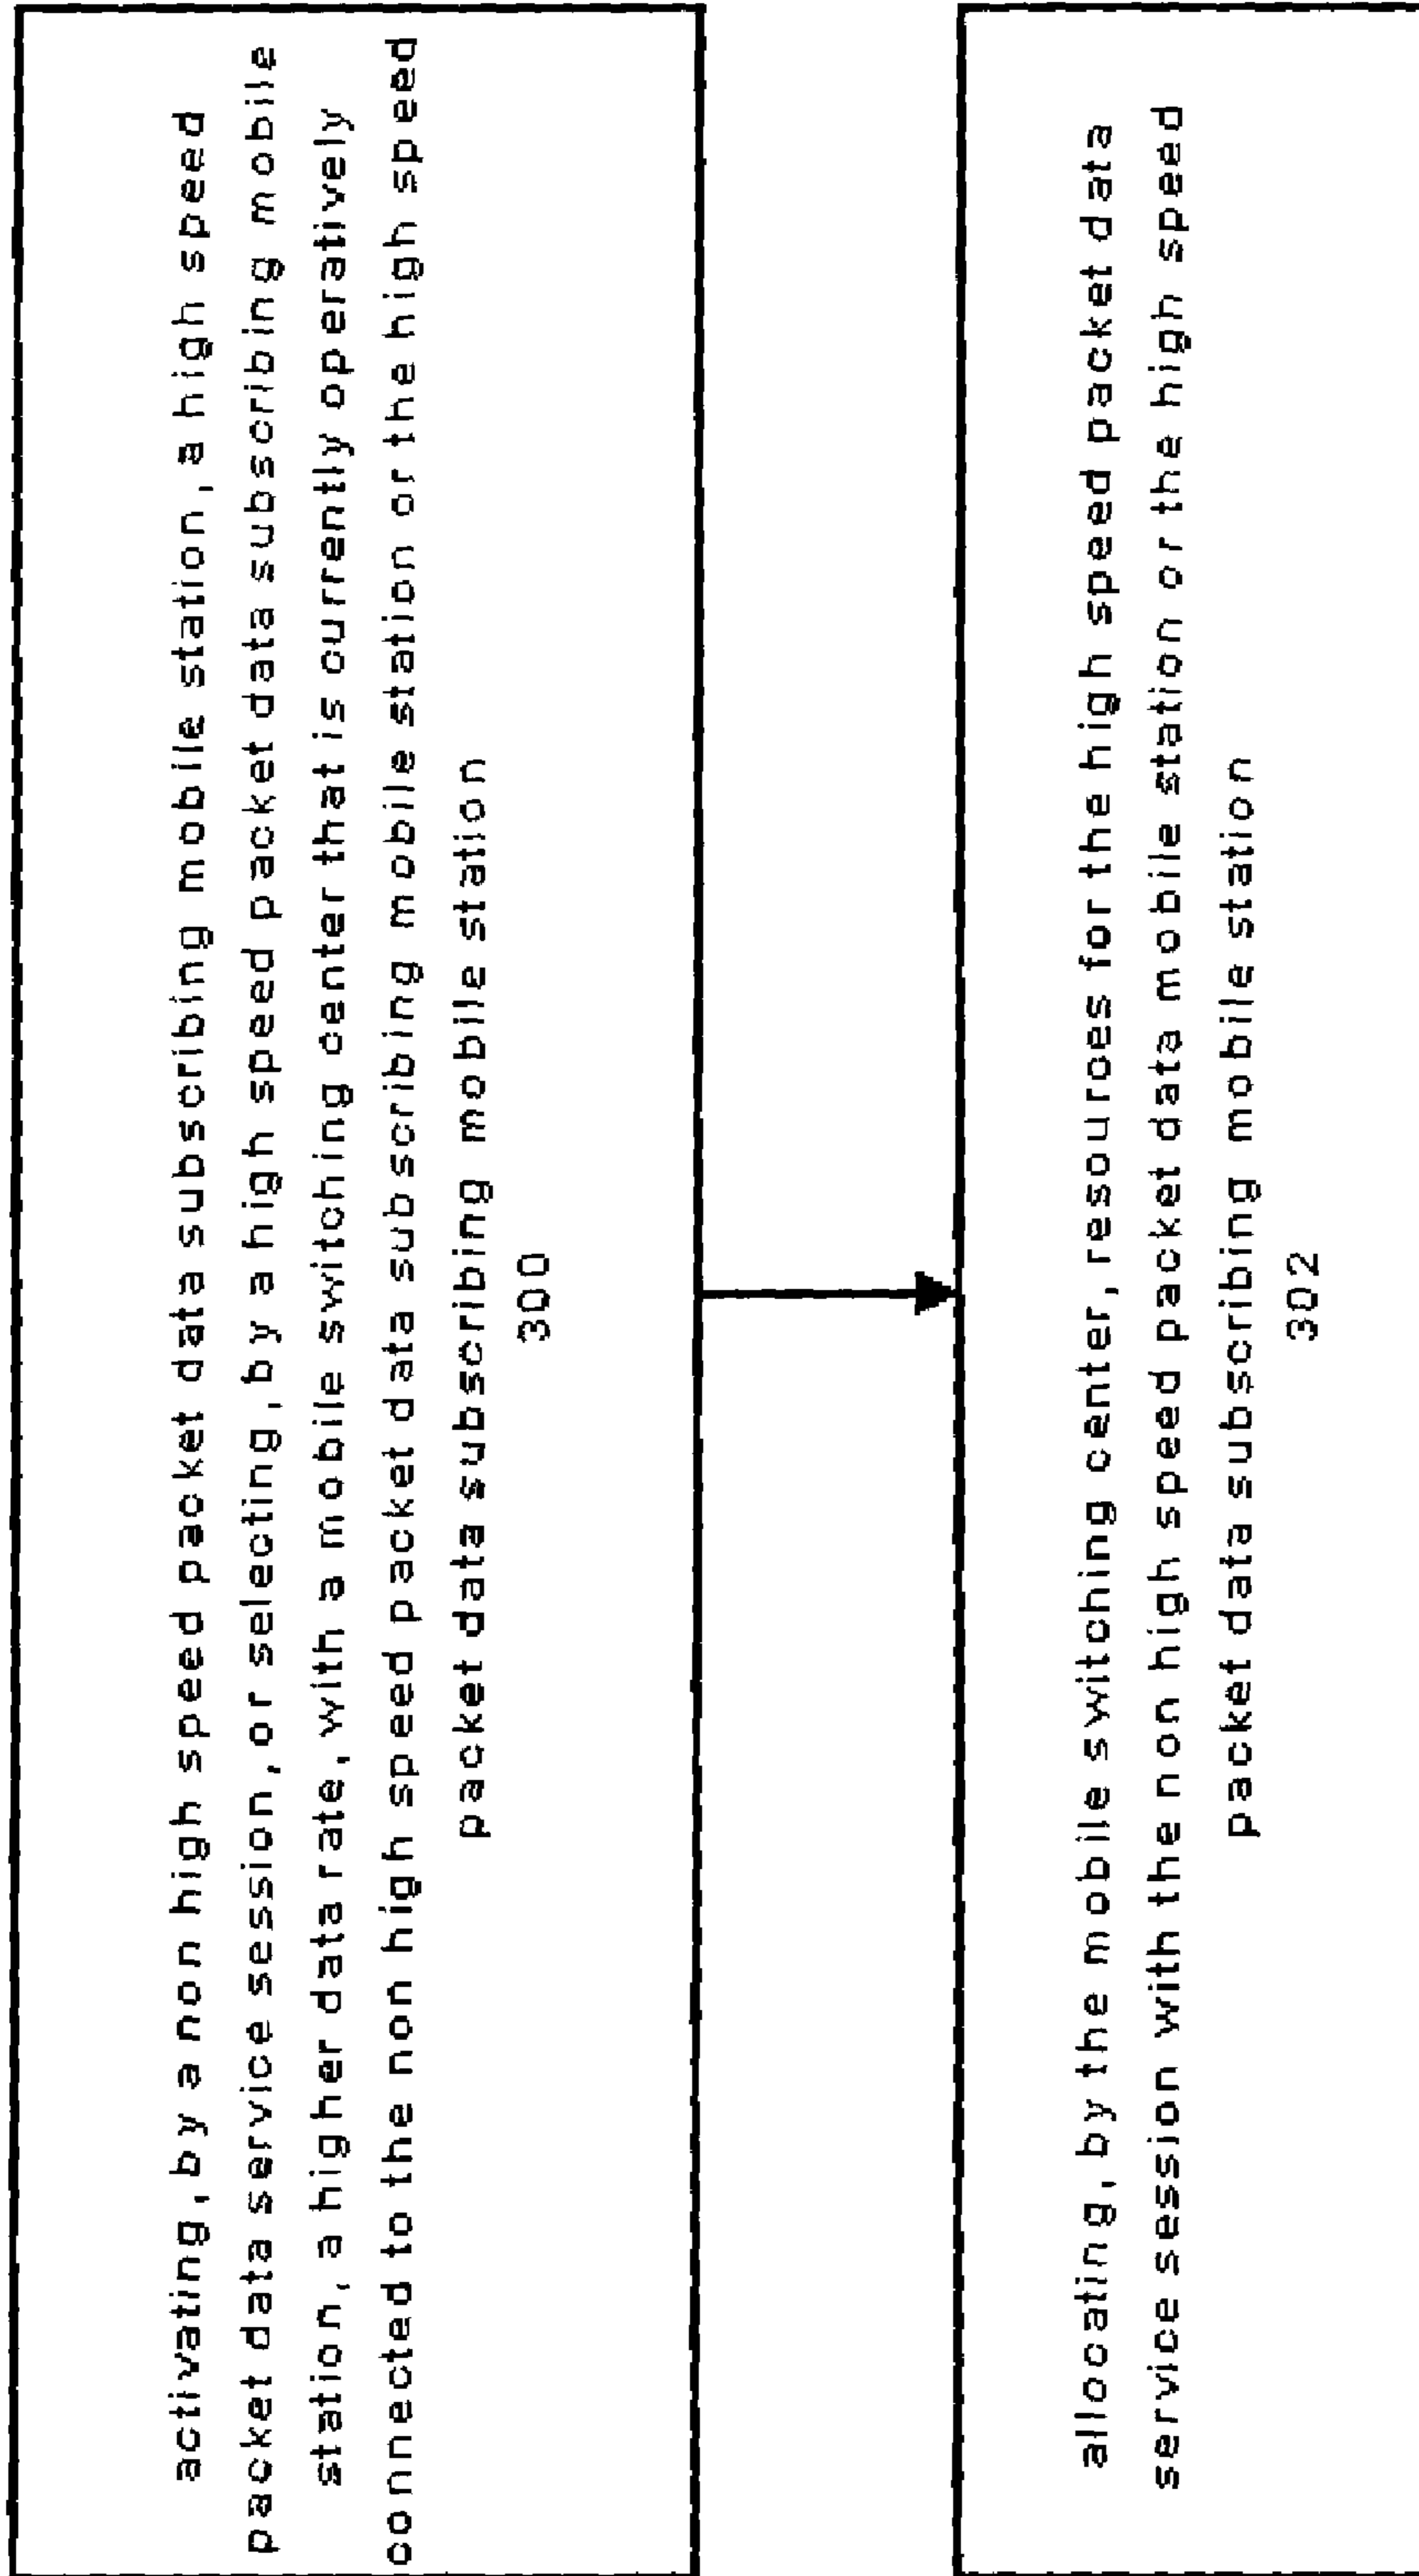 activating, by a non high speed packet data subscribing mobile station, a high speed
packet data service session, or selecting, by a high speed packet data subscribing mobile
station, a higher data rate, with a mobile switching center that is currently operatively
connected to the non high speed packet data subscribing mobile station or the high speed
packet data subscribing mobile station
300
allocating, by the mobile switching center, resources for the high speed packet data
service session with the non high speed packet data mobile station or the high speed
packet data subscribing mobile station
302